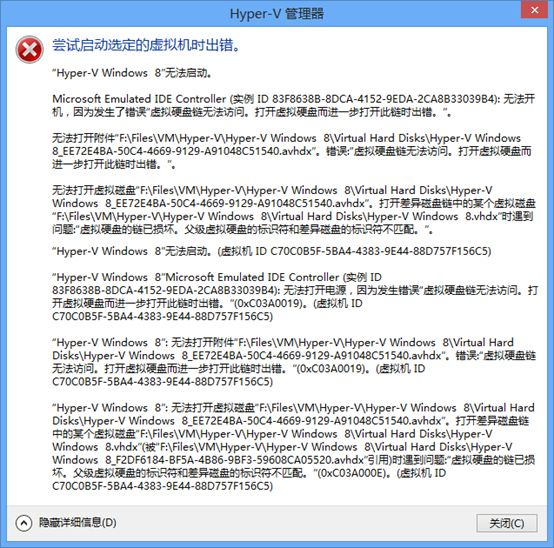 Hyper-V 管理器
尝试启动选定的虚拟机时出错。
“Hyper-V Windows 8”无法启动。
Microsoft Emulated IDE Controller (实例 ID 83F8638B-8DCA-4152-9EDA-2CA8B33039B4): 无法开
机，因为发生了错误“虚拟硬盘链无法访问。打开虚拟硬盘而进一步打开此链时出错。”。
无法打开附件“F:\Files\VM\Hyper-V\Hyper-V Windows 8\Virtual Hard Disks\Hyper-V Windows
8_EE72E4BA-50C4-4669-9129-A91048C51540.avhdx”。错误:“虚拟硬盘链无法访问。打开虚拟硬盘而
进一步打开此链时出错。”。
无法打开虚拟磁盘“F:\Files\VM\Hyper-V\Hyper-V Windows 8\Virtual Hard Disks\Hyper-V
Windows 8_EE72E4BA-50C4-4669-9129-A91048C51540.avhdx”。打开差异磁盘链中的某个虚拟磁盘
“F:\Files\VM\Hyper-V\Hyper-V Windows 8\Virtual Hard Disks\Hyper-V Windows 8.vhdx”时遇到
问题:“虚拟硬盘的链已损坏。父级虚拟硬盘的标识符和差异磁盘的标识符不匹配。”。
“Hyper-V Windows 8”无法启动。(虚拟机 ID C70C0B5F-5BA4-4383-9E44-88D757F156C5)
“Hyper-V Windows 8”Microsoft Emulated IDE Controller (实例 ID
83F8638B-8DCA-4152-9EDA-2CA8B33039B4): 无法打开电源，因为发生错误“虚拟硬盘链无法访问。打
开虚拟硬盘而进一步打开此链时出错。”(0xC03A0019)。(虚拟机 ID
C70C0B5F-5BA4-4383-9E44-88D757F156C5)
“Hyper-V Windows 8”: 无法打开附件“F:\Files\VM\Hyper-V\Hyper-V Windows 8\Virtual Hard
Disks\Hyper-V Windows 8_EE72E4BA-50C4-4669-9129-A91048C51540.avhdx”。错误:“虚拟硬盘链
无法访问。打开虚拟硬盘而进一步打开此链时出错。”(0xC03A0019)。(虚拟机 ID
C70C0B5F-5BA4-4383-9E44-88D757F156C5)
“Hyper-V Windows 8”: 无法打开虚拟磁盘“F:\Files\VM\Hyper-V\Hyper-V Windows 8\Virtual Hard
Disks\Hyper-V Windows 8_EE72E4BA-50C4-4669-9129-A91048C51540.avhdx”。打开差异磁盘链
中的某个虚拟磁盘“F:\Files\VM\Hyper-V\Hyper-V Windows 8\Virtual Hard Disks\Hyper-V Windows
8.vhdx”(被“F:\Files\VM\Hyper-V\Hyper-V Windows 8\Virtual Hard Disks\Hyper-V
Windows 8_F2DF6184-BF5A-4B86-9BF3-59608CA05520.avhdx”引用)时遇到问题:“虚拟硬盘的链已损
坏。父级虚拟硬盘的标识符和差异磁盘的标识符不匹配。”(0xC03A000E)。(虚拟机 ID
C70C0B5F-5BA4-4383-9E44-88D757F156C5)
隐藏详细信息(D)
关闭(C)